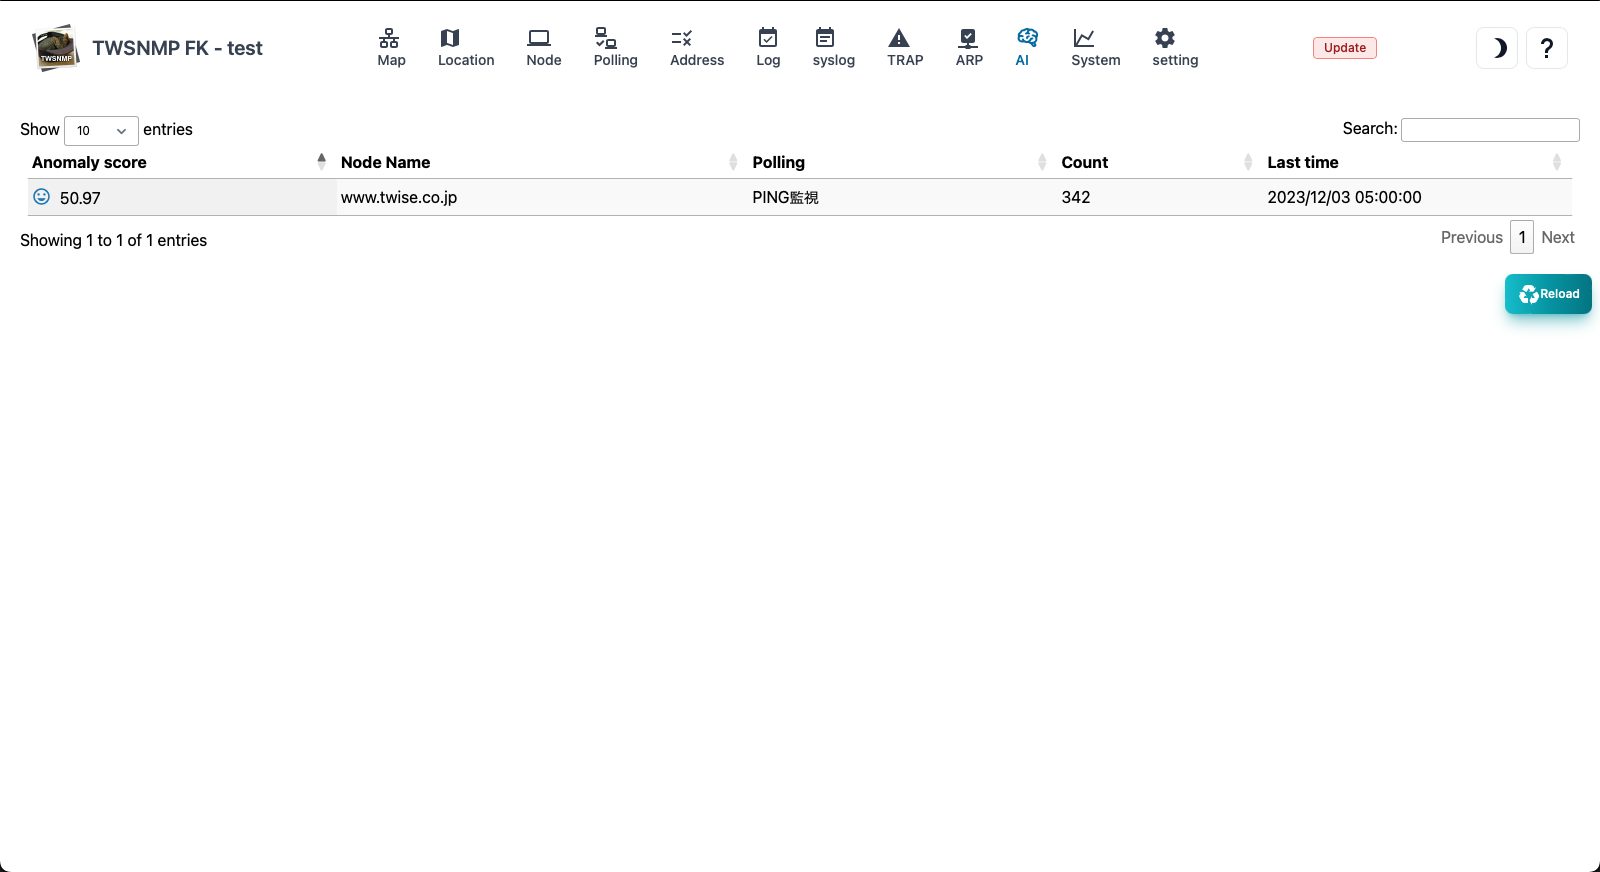 TWSNMP
TWSNMP FK - test
Map
Location
Node
Polling
Address
Log
syslog
TRAP
ARP
AI
System
setting
Update
?
Show 10 entries
Search:
Anomaly score Node Name Polling Count Last time
50.97 www.twise.co.jp PING監視 342 2023/12/03 05:00:00
Showing 1 to 1 of 1 entries
Previous 1 Next
Reload